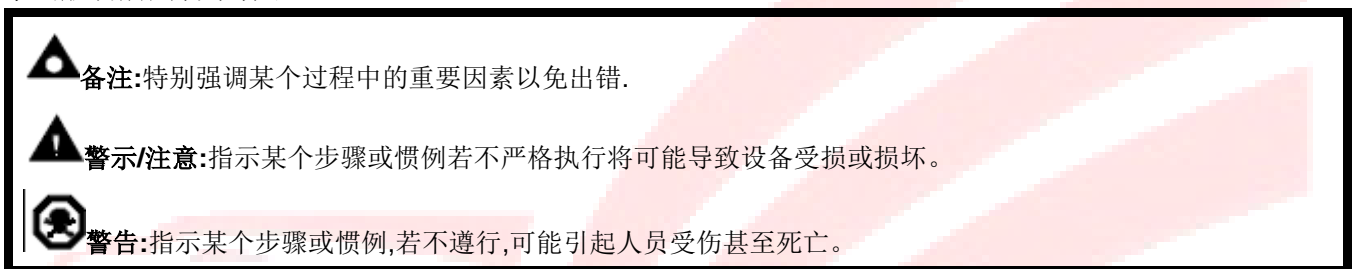 备注:特别强调某个过程中的重要因素以免出错.
警示/注意:指示某个步骤或惯例若不严格执行将可能导致设备受损或损坏。
警告:指示某个步骤或惯例,若不遵行,可能引起人员受伤甚至死亡。